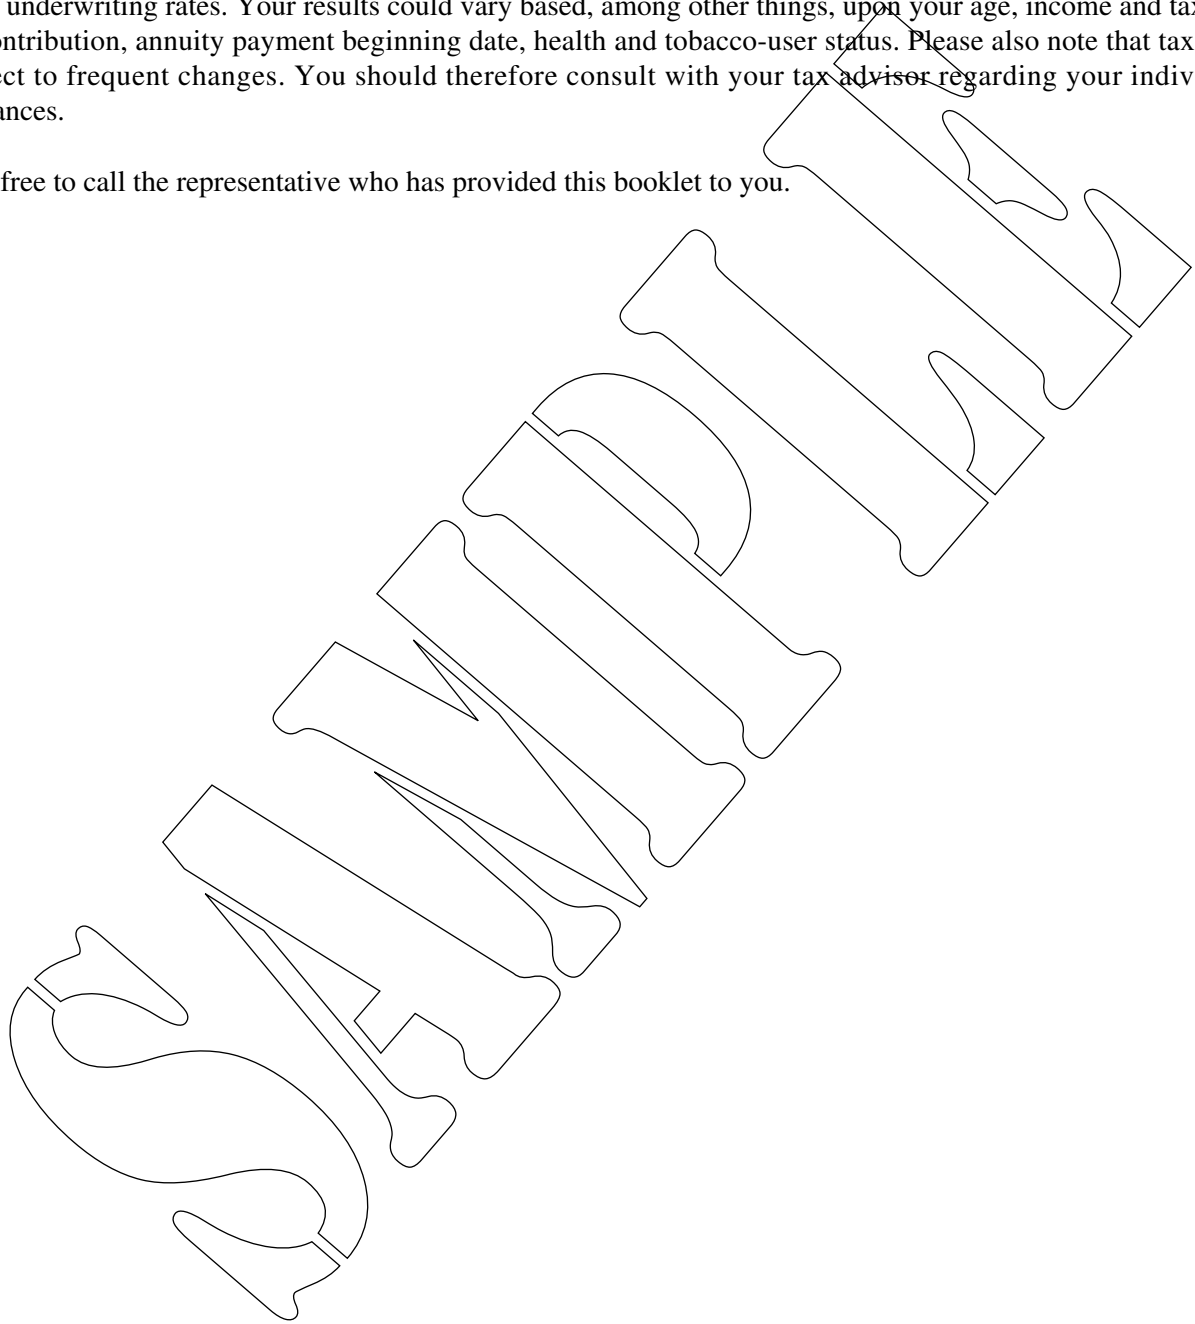 underwriting rates. Your results could vary based, among other things, upon your age, income and tax
ontribution, annuity payment beginning date, health and tobacco-user status. Please also note that tax
ect to frequent changes. You should therefore consult with your tax advisor regarding your indiv
ances.
free to call the representative who has provided this booklet to you.
SAMPLE